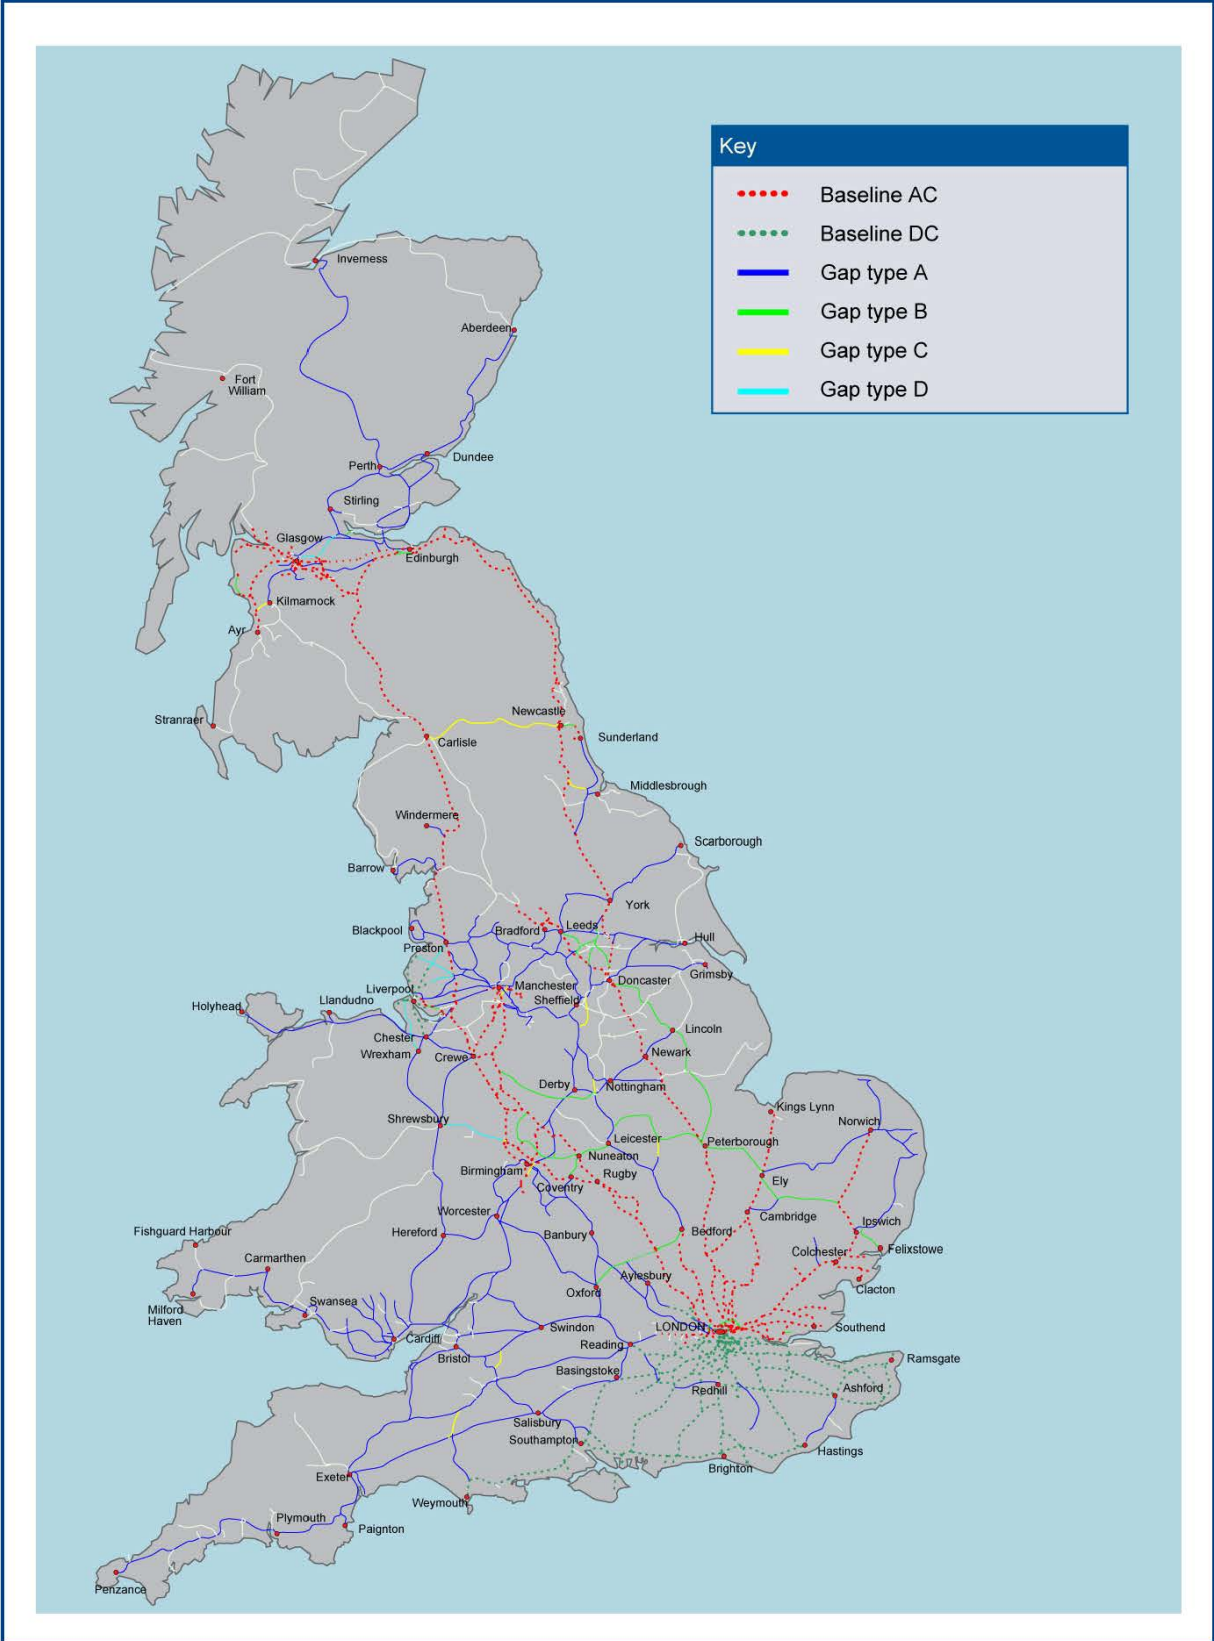 Key
Baseline AC
Baseline DC
Gap type A
Gap type B
Gap type C
Gap type D
Inverness
Aberdeen
Fort
William
Perth
Dundee
Stirling
Glasgow
Edinburgh
Kilmarnock
Ayr
Stranraer
Newcastle
Carlisle
Sunderland
Middlesbrough
Windermere
Scarborough
Barrow
York
Blackpool
Bradford
Leeds
Hull
Preston
Grimsby
Doncaster
Manchester
Liverpool
Sheffield
Holyhead
Llandudno
Lincoln
Chester
Wrexham
Crewe
Newark
Derby
Nottingham
Kings Lynn
Shrewsbury
Norwich
Leicester
Peterborough
Nuneaton
Birmingham
Rugby
Ely
Coventry
Worcester
Cambridge
Ipswich
Fishguard Harbour
Hereford
Banbury
Bedford
Felixstowe
Colchester
Carmarthen
Aylesbury
Clacton
Oxford
Milford
Haven
Swansea
Swindon
LONDON
Southend
Cardiff
Reading
Bristol
Ramsgate
Basingstoke
Redhill
Ashford
Salisbury
Southampton
Hastings
Brighton
Exeter
Weymouth
Plymouth
Paignton
Penzance